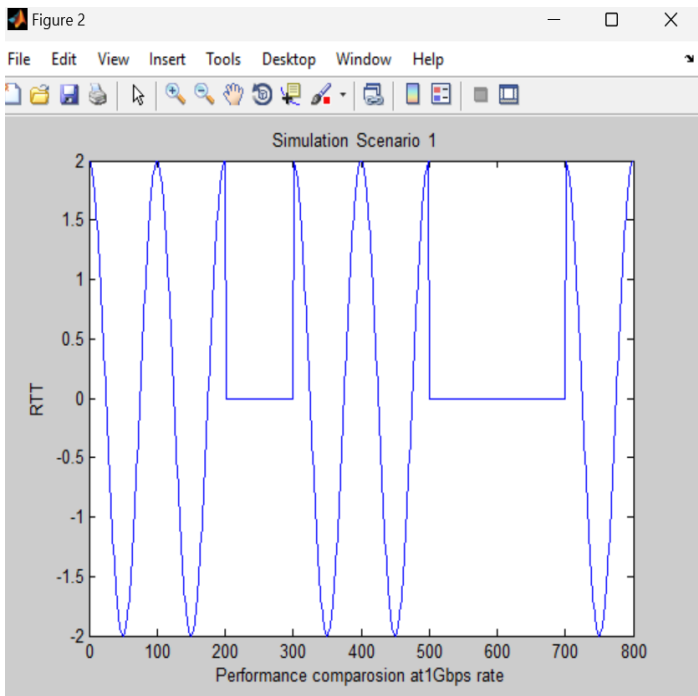 Figure 2
File Edit View Insert Tools Desktop Window Help
Simulation Scenario 1
2
1.5
1
0.5
0
-0.5
-1
-1.5
-2
RTT
0 100 200 300 400 500 600 700 800
Performance comparosion at1Gbps rate